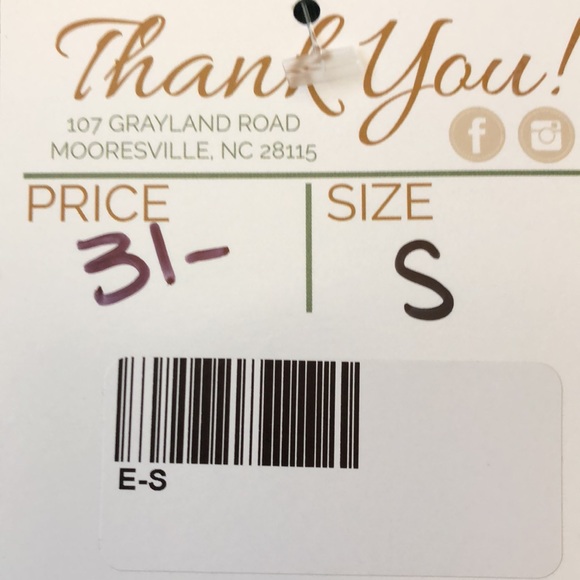 Thank You!
107 GRAYLAND ROAD
MOORESVILLE, NC 28115
PRICE SIZE
31- S
E-S